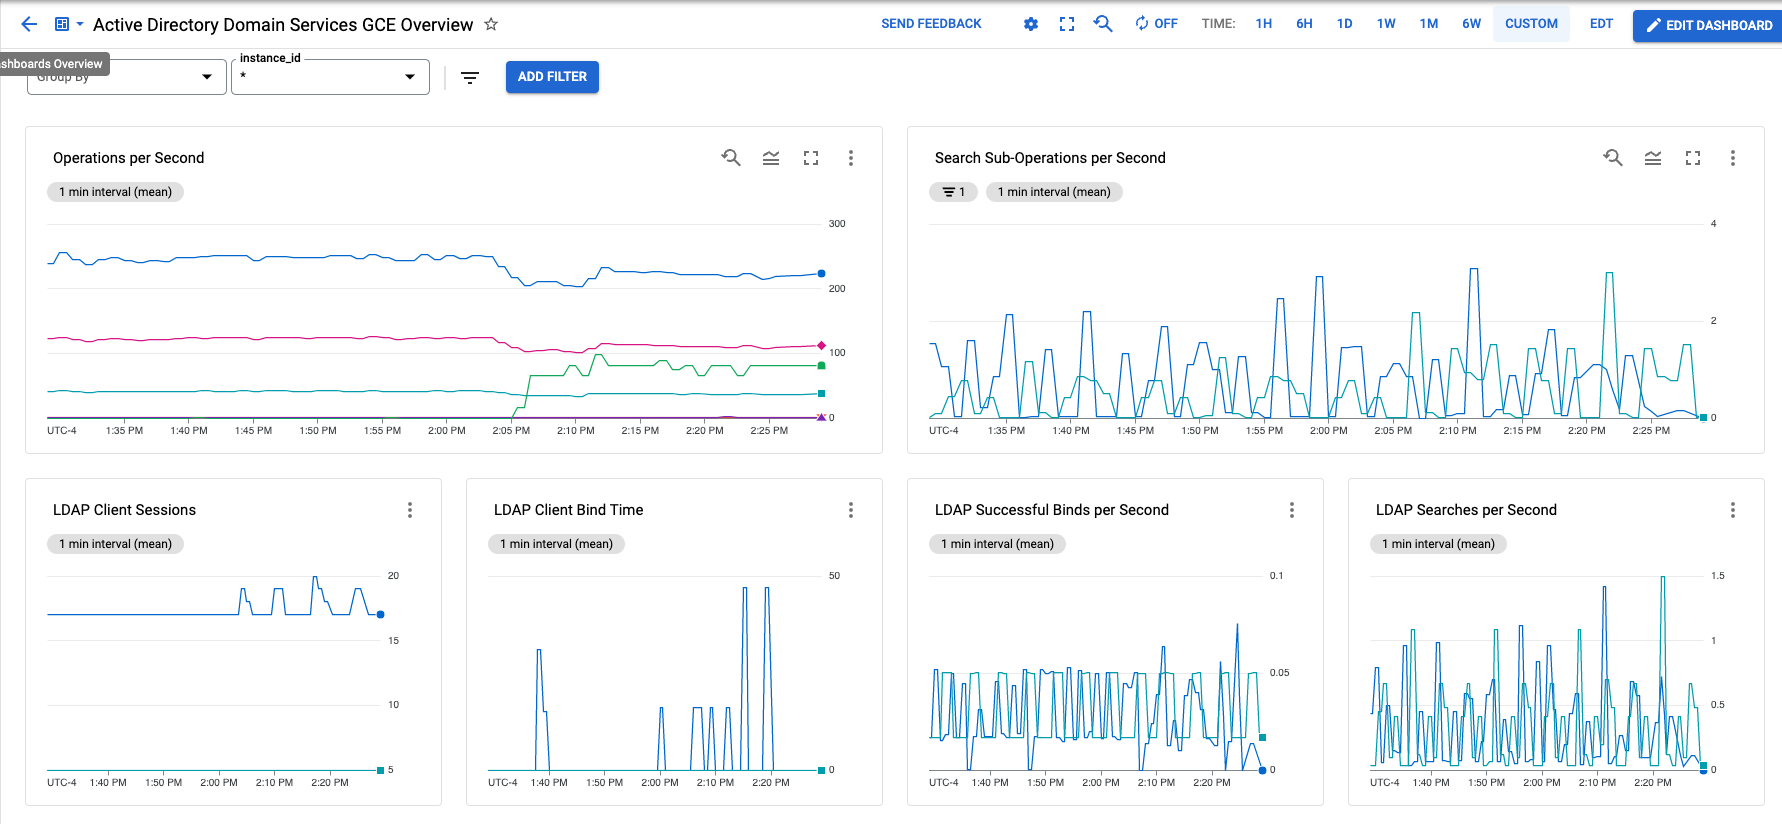 Active Directory Domain Services GCE Overview
SEND FEEDBACK
OFF
TIME:
1H
6H
1D
1W
1M
6W
CUSTOM
EDT
EDIT DASHBOARD
shboards Overview
Group By
instance_id
*
ADD FILTER
Operations per Second
1 min interval (mean)
300
200
100
0
UTC-4 1:35 PM 1:40 PM 1:45 PM 1:50 PM 1:55 PM 2:00 PM 2:05 PM 2:10 PM 2:15 PM 2:20 PM 2:25 PM
Search Sub-Operations per Second
1
1 min interval (mean)
4
2
0
UTC-4 1:35 PM 1:40 PM 1:45 PM 1:50 PM 1:55 PM 2:00 PM 2:05 PM 2:10 PM 2:15 PM 2:20 PM 2:25 PM
LDAP Client Sessions
1 min interval (mean)
20
15
10
5
UTC-4 1:40 PM 1:50 PM 2:00 PM 2:10 PM 2:20 PM
LDAP Client Bind Time
1 min interval (mean)
50
0
UTC-4 1:40 PM 1:50 PM 2:00 PM 2:10 PM 2:20 PM
LDAP Successful Binds per Second
1 min interval (mean)
0.1
0.05
0
UTC-4 1:40 PM 1:50 PM 2:00 PM 2:10 PM 2:20 PM
LDAP Searches per Second
1 min interval (mean)
1.5
1
0.5
0
UTC-4 1:40 PM 1:50 PM 2:00 PM 2:10 PM 2:20 PM